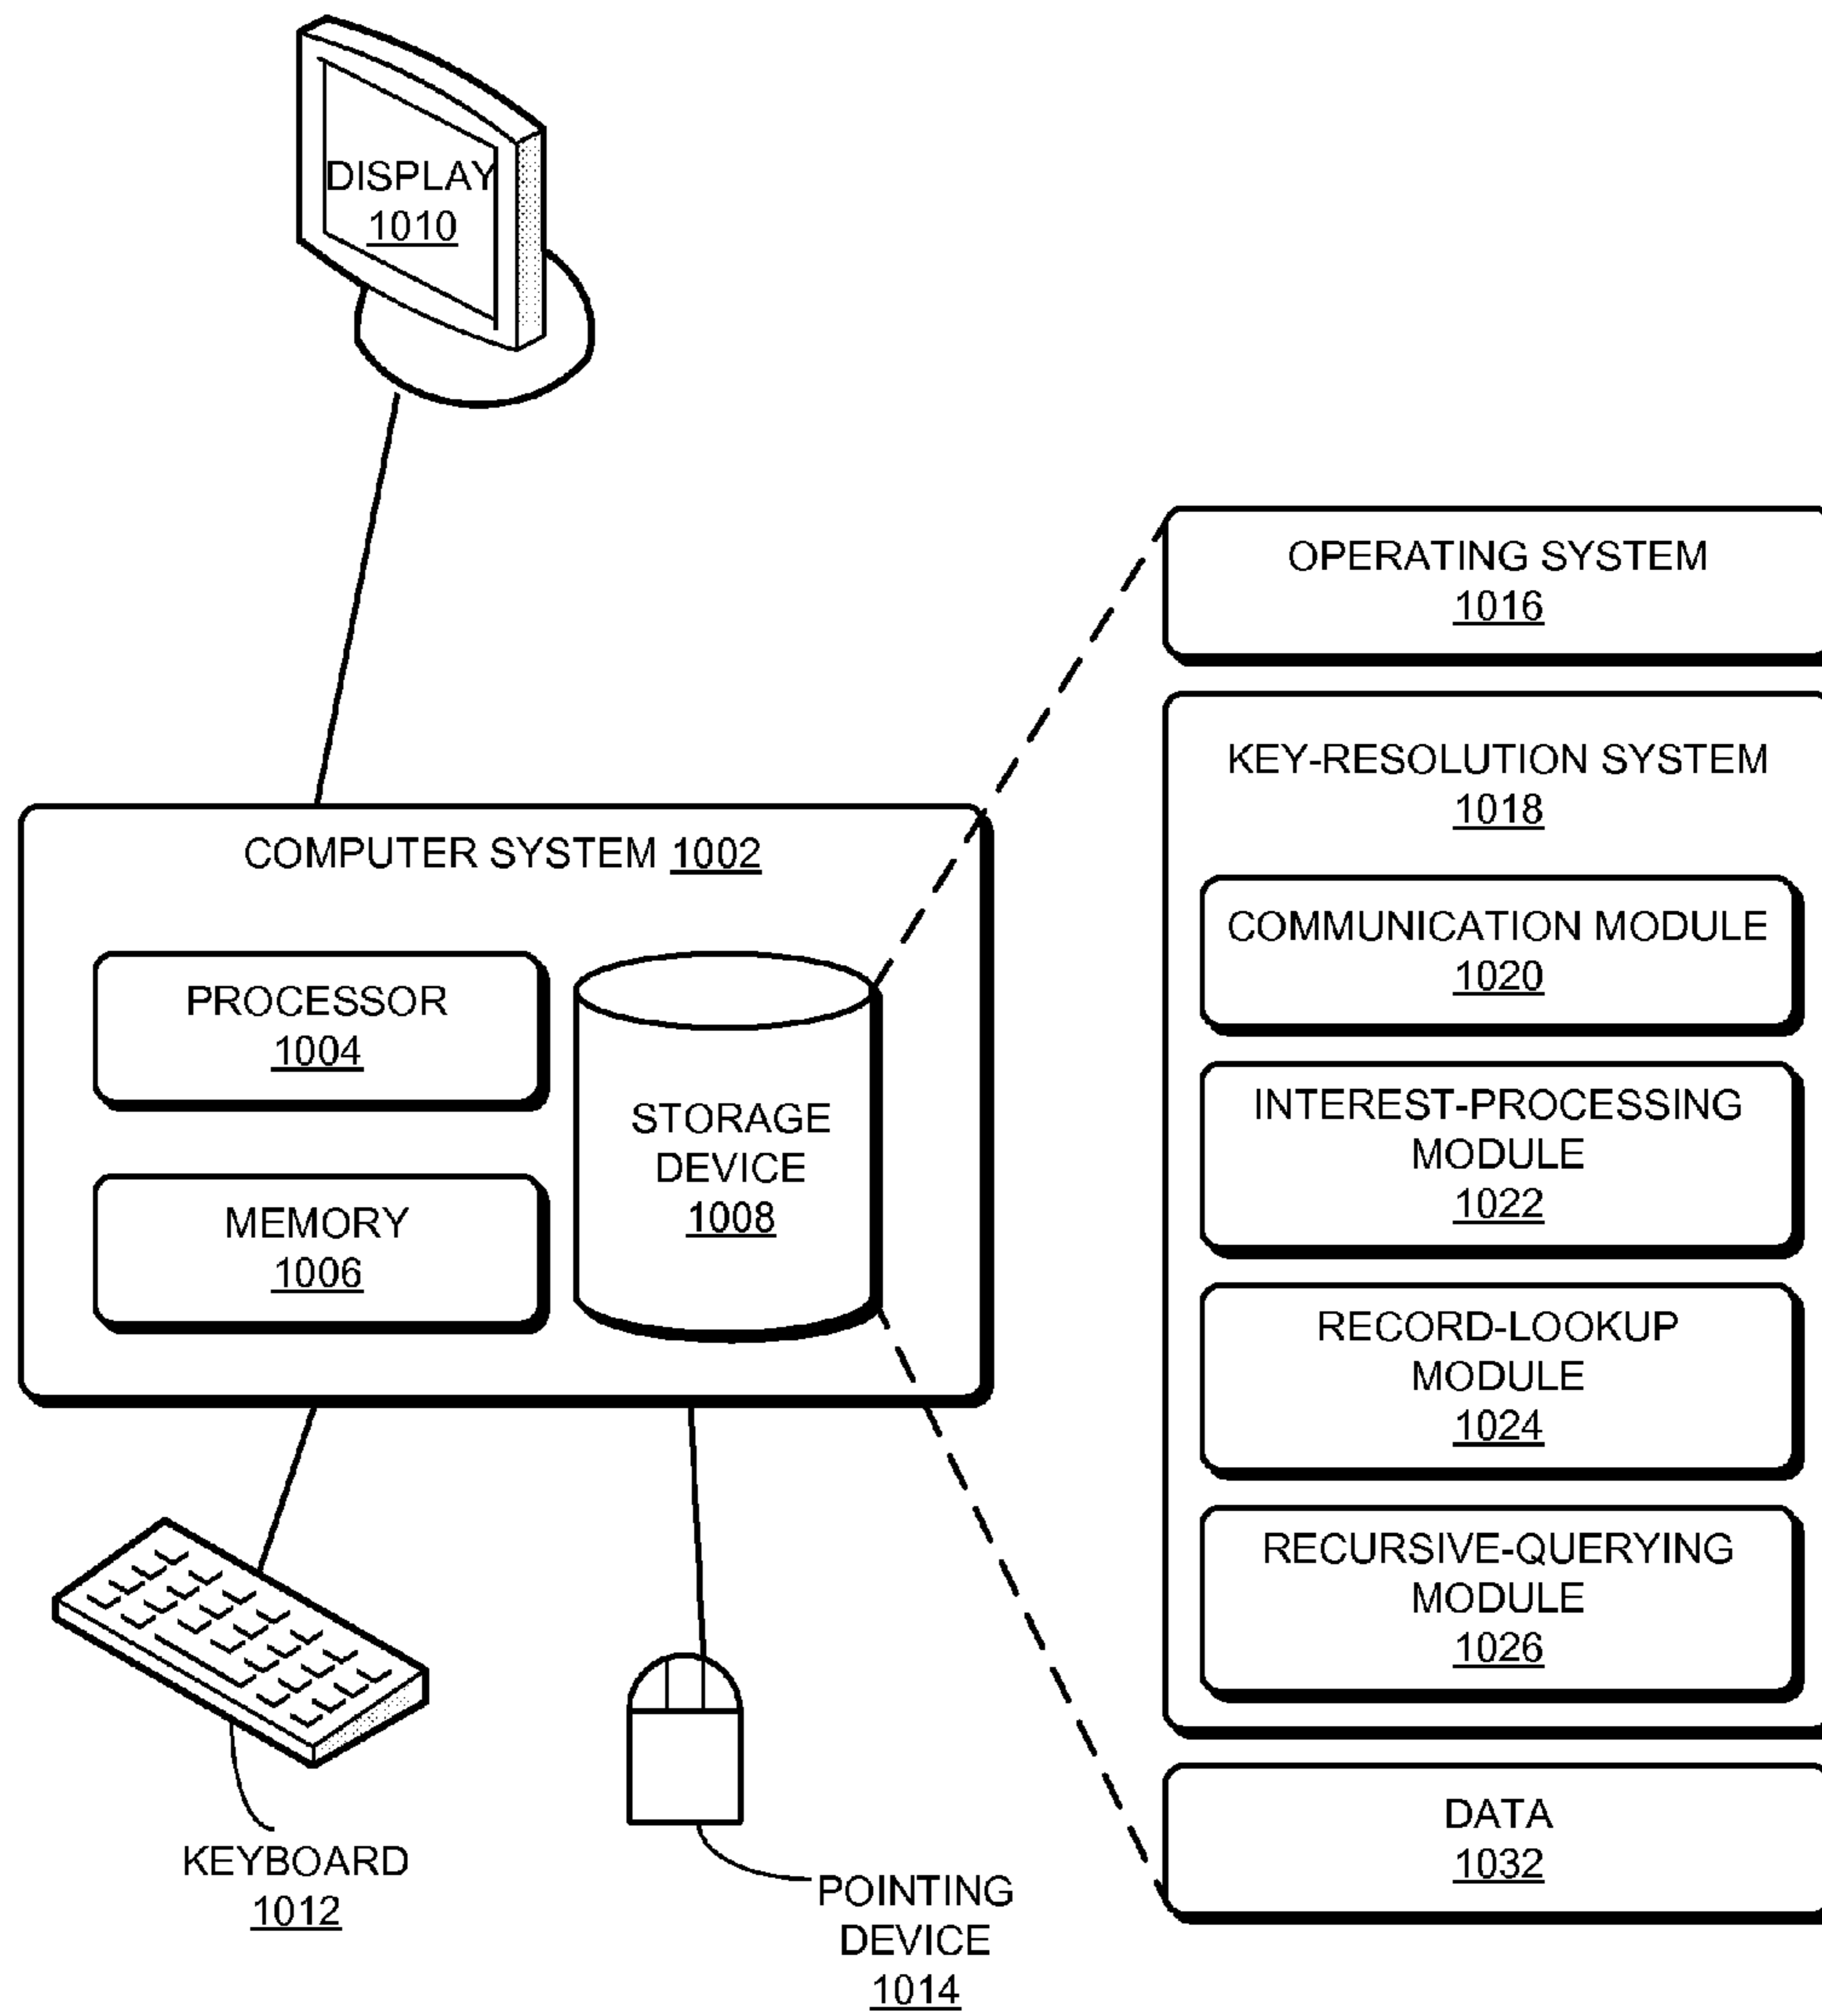 DISPLAY
1010
COMPUTER SYSTEM 1002
PROCESSOR
1004
MEMORY
1006
STORAGE
DEVICE
1008
KEYBOARD
1012
POINTING
DEVICE
1014
OPERATING SYSTEM
1016
KEY-RESOLUTION SYSTEM
1018
COMMUNICATION MODULE
1020
INTEREST-PROCESSING
MODULE
1022
RECORD-LOOKUP
MODULE
1024
RECURSIVE-QUERYING
MODULE
1026
DATA
1032